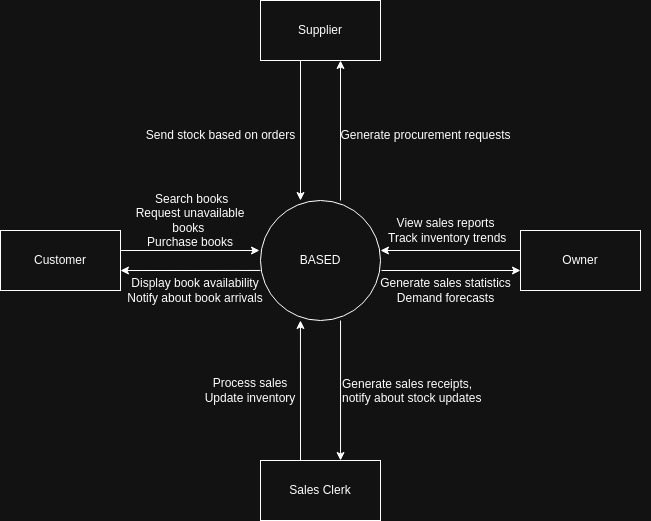 Supplier
Send stock based on orders
Generate procurement requests
Search books
Request unavailable
books
Purchase books
View sales reports
Track inventory trends
Customer
BASED
Owner
Display book availability
Notify about book arrivals
Generate sales statistics
Demand forecasts
Process sales
Update inventory
Generate sales receipts,
notify about stock updates
Sales Clerk